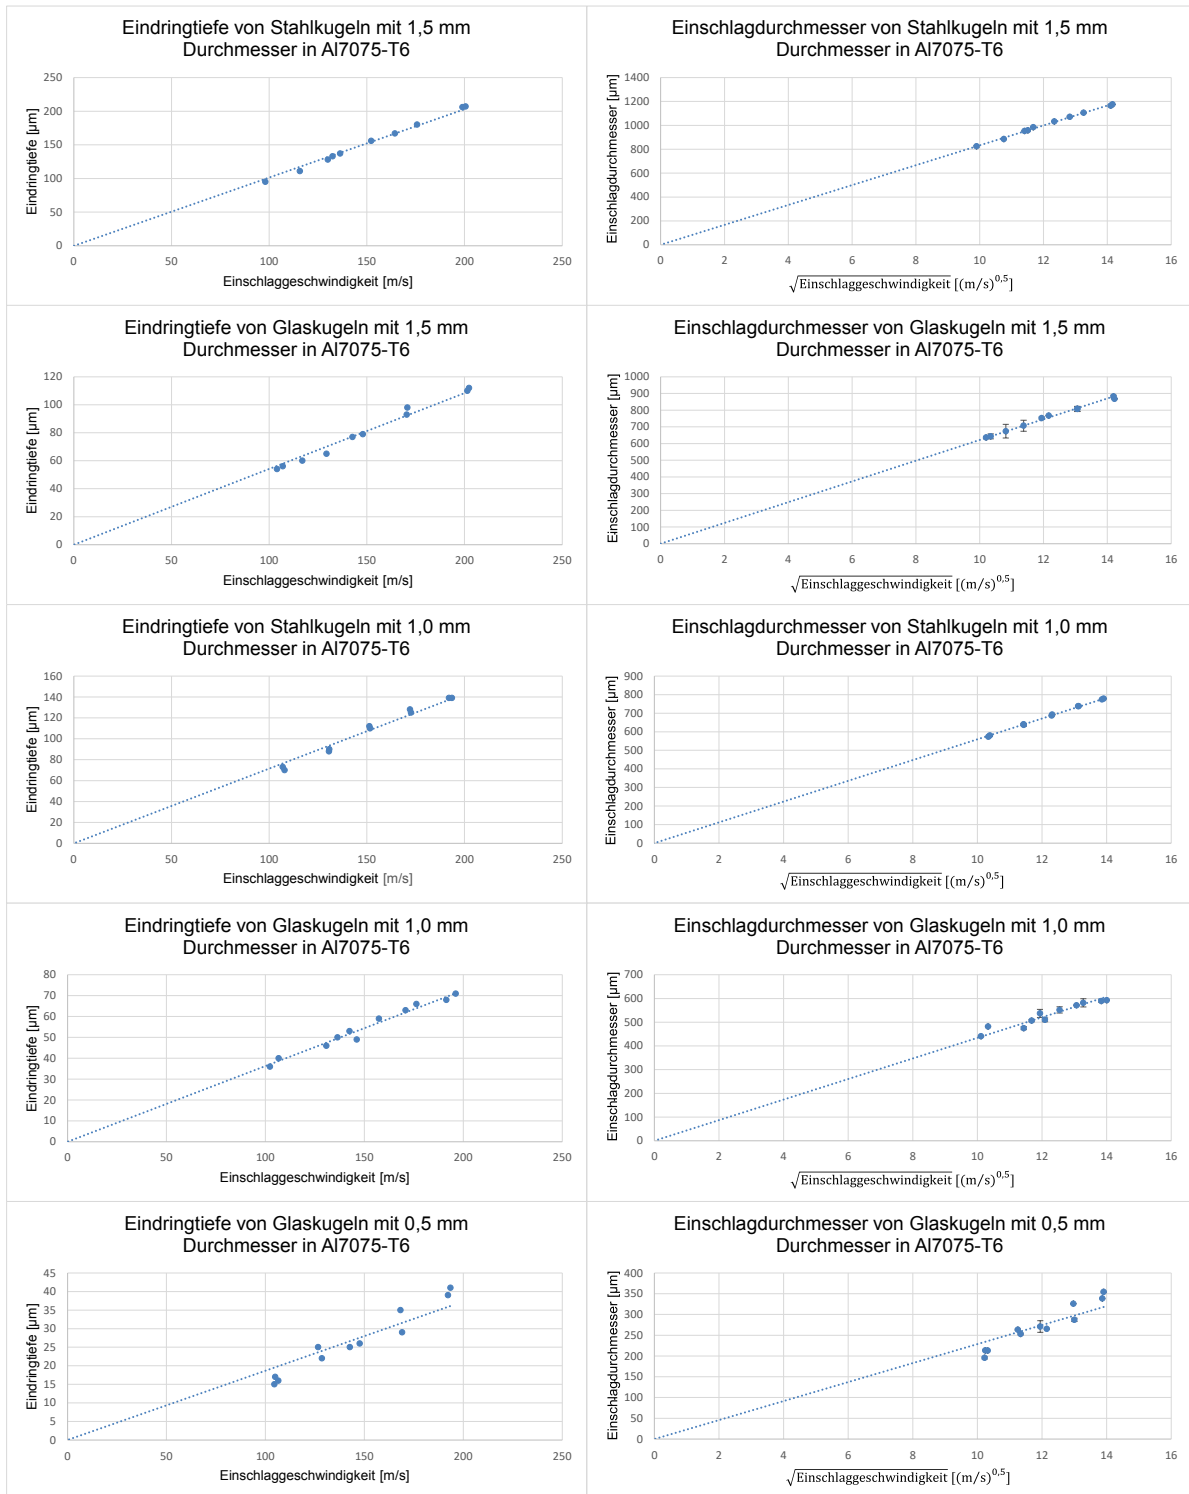 Eindringtiefe von Stahlkugeln mit 1,5 mm
Durchmesser in Al7075-T6
Eindringtiefe [µm]
250
200
150
100
50
0
0 50 100 150 200 250
Einschlaggeschwindigkeit [m/s]
Einschlagdurchmesser von Stahlkugeln mit 1,5 mm
Durchmesser in Al7075-T6
Einschlagdurchmesser [µm]
1400
1200
1000
800
600
400
200
0
0 2 4 6 8 10 12 14 16
√Einschlaggeschwindigkeit [(m/s)^0,5]
Eindringtiefe von Glaskugeln mit 1,5 mm
Durchmesser in Al7075-T6
Eindringtiefe [µm]
120
100
80
60
40
20
0
0 50 100 150 200 250
Einschlaggeschwindigkeit [m/s]
Einschlagdurchmesser von Glaskugeln mit 1,5 mm
Durchmesser in Al7075-T6
Einschlagdurchmesser [µm]
1000
900
800
700
600
500
400
300
200
100
0
0 2 4 6 8 10 12 14 16
√Einschlaggeschwindigkeit [(m/s)^0,5]
Eindringtiefe von Stahlkugeln mit 1,0 mm
Durchmesser in Al7075-T6
Eindringtiefe [µm]
160
140
120
100
80
60
40
20
0
0 50 100 150 200 250
Einschlaggeschwindigkeit [m/s]
Einschlagdurchmesser von Stahlkugeln mit 1,0 mm
Durchmesser in Al7075-T6
Einschlagdurchmesser [µm]
900
800
700
600
500
400
300
200
100
0
0 2 4 6 8 10 12 14 16
√Einschlaggeschwindigkeit [(m/s)^0,5]
Eindringtiefe von Glaskugeln mit 1,0 mm
Durchmesser in Al7075-T6
Eindringtiefe [µm]
80
70
60
50
40
30
20
10
0
0 50 100 150 200 250
Einschlaggeschwindigkeit [m/s]
Einschlagdurchmesser von Glaskugeln mit 1,0 mm
Durchmesser in Al7075-T6
Einschlagdurchmesser [µm]
700
600
500
400
300
200
100
0
0 2 4 6 8 10 12 14 16
√Einschlaggeschwindigkeit [(m/s)^0,5]
Eindringtiefe von Glaskugeln mit 0,5 mm
Durchmesser in Al7075-T6
Eindringtiefe [µm]
45
40
35
30
25
20
15
10
5
0
0 50 100 150 200 250
Einschlaggeschwindigkeit [m/s]
Einschlagdurchmesser von Glaskugeln mit 0,5 mm
Durchmesser in Al7075-T6
Einschlagdurchmesser [µm]
400
350
300
250
200
150
100
50
0
0 2 4 6 8 10 12 14 16
√Einschlaggeschwindigkeit [(m/s)^0,5]